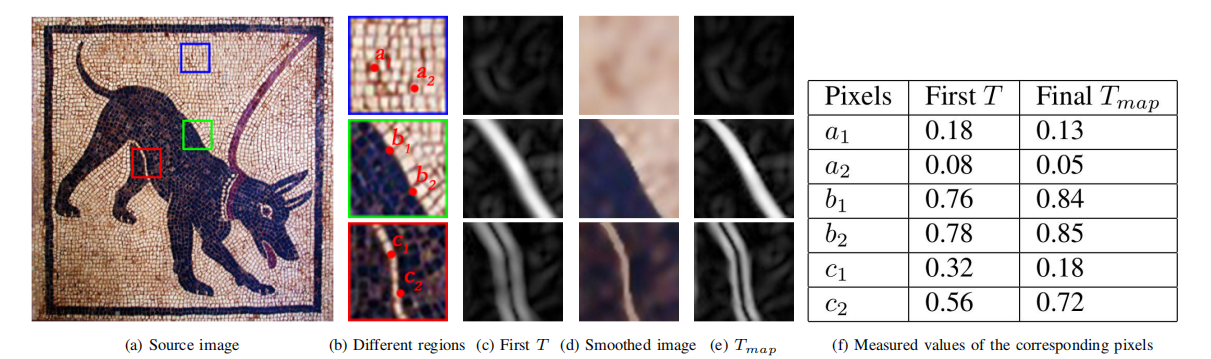 a₁
a₂
b₁
b₂
c₁
c₂
Pixels First T Final Tₘₐₚ
a₁ 0.18 0.13
a₂ 0.08 0.05
b₁ 0.76 0.84
b₂ 0.78 0.85
c₁ 0.32 0.18
c₂ 0.56 0.72
(a) Source image (b) Different regions (c) First T (d) Smoothed image (e) Tₘₐₚ (f) Measured values of the corresponding pixels